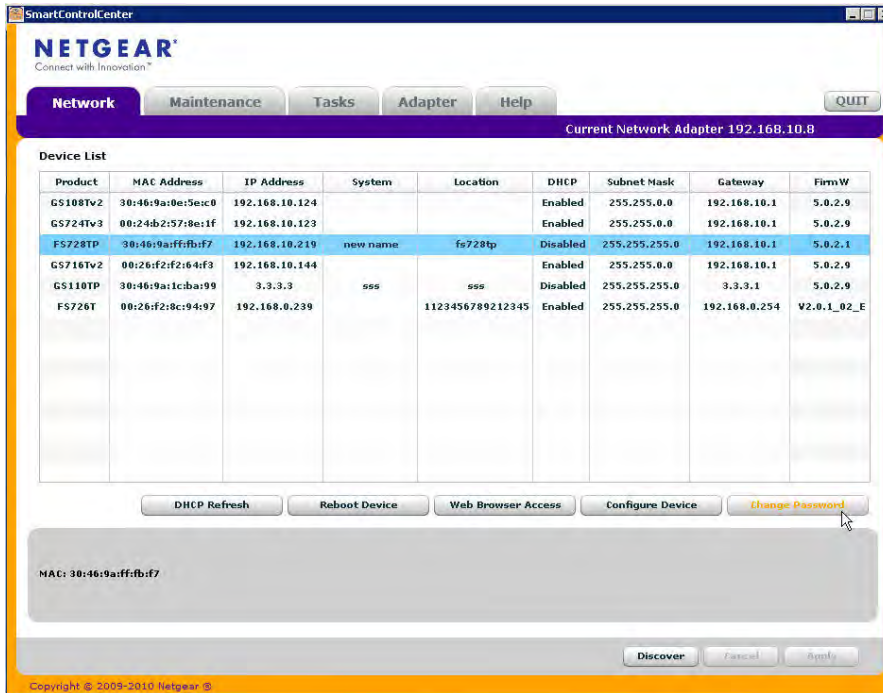 SmartControlCenter
NETGEAR®
Connect with Innovation™
Network Maintenance Tasks Adapter Help QUIT
Current Network Adapter 192.168.10.8
Device List
Product MAC Address IP Address System Location DHCP Subnet Mask Gateway FirmW
GS108Tv2 30:46:9a:0e:5e:c0 192.168.10.124 Enabled 255.255.0.0 192.168.10.1 5.0.2.9
GS724Tv3 00:24:b2:57:8e:1f 192.168.10.123 Enabled 255.255.0.0 192.168.10.1 5.0.2.9
FS728TP 30:46:9a:ff:fb:f7 192.168.10.219 new name fs728tp Disabled 255.255.255.0 192.168.10.1 5.0.2.1
GS716Tv2 00:26:f2:f2:64:f3 192.168.10.144 Enabled 255.255.0.0 192.168.10.1 5.0.2.9
GS110TP 30:46:9a:1c:ba:99 3.3.3.3 sss sss Disabled 255.255.255.0 3.3.3.1 5.0.2.9
FS726T 00:26:f2:8c:94:97 192.168.0.239 1123456789212345 Enabled 255.255.255.0 192.168.0.254 V2.0.1_02_E
DHCP Refresh Reboot Device Web Browser Access Configure Device Change Password
MAC: 30:46:9a:ff:fb:f7
Discover Cancel Apply
Copyright © 2009-2010 Netgear ®